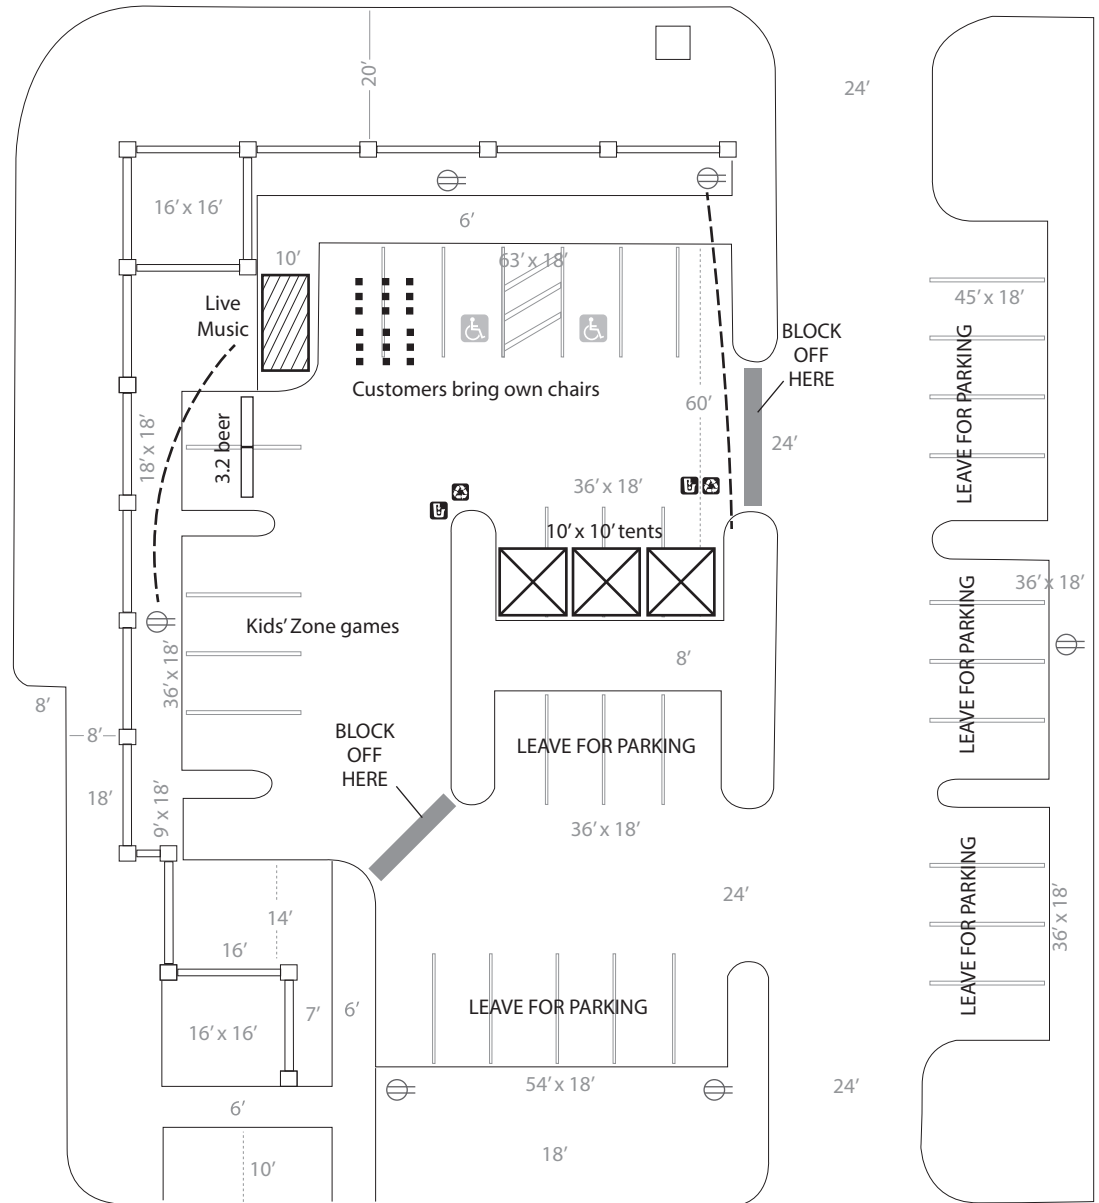 20’
24’
16’ x 16’
6’
10’
63’ x 18’
45’ x 18’
Live
Music
BLOCK
OFF
HERE
LEAVE FOR PARKING
Customers bring own chairs
60’
18’ x 18’
3.2 beer
24’
36’ x 18’
10’ x 10’ tents
36’ x 18’
Kids’ Zone games
LEAVE FOR PARKING
36’ x 18’
8’
8’
8’
BLOCK
OFF
HERE
LEAVE FOR PARKING
18’
9’ x 18’
36’ x 18’
LEAVE FOR PARKING
24’
14’
36’ x 18’
16’
7’
6’
LEAVE FOR PARKING
16’ x 16’
54’ x 18’
24’
6’
18’
10’